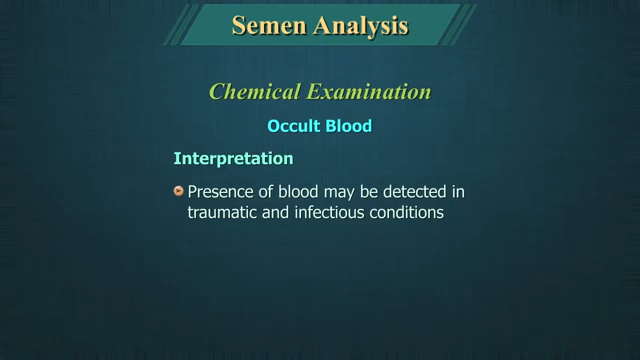 Semen Analysis
Chemical Examination
Occult Blood
Interpretation
Presence of blood may be detected in
traumatic and infectious conditions